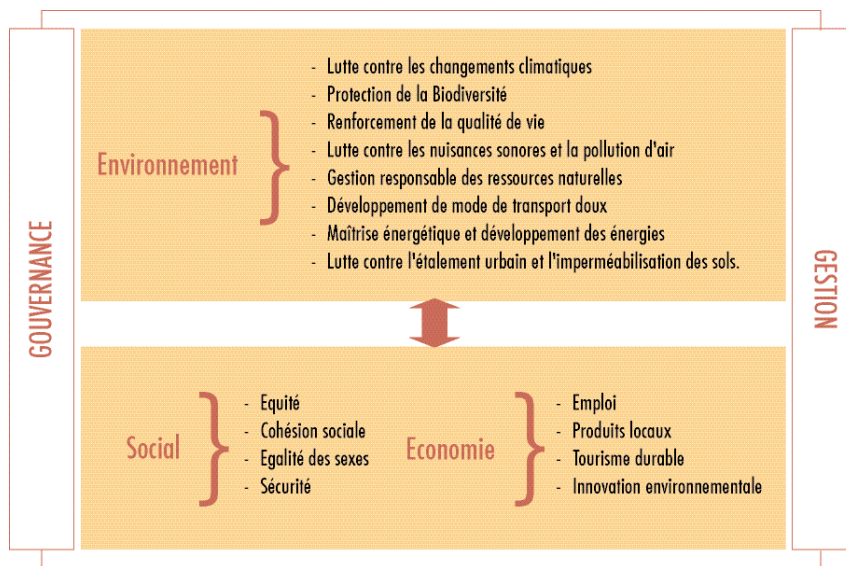 GOUVERNANCE
Environnement
- Lutte contre les changements climatiques
- Protection de la Biodiversité
- Renforcement de la qualité de vie
- Lutte contre les nuisances sonores et la pollution d'air
- Gestion responsable des ressources naturelles
- Développement de mode de transport doux
- Maîtrise énergétique et développement des énergies
- Lutte contre l'étalement urbain et l'imperméabilisation des sols.
Social
- Equité
- Cohésion sociale
- Egalité des sexes
- Sécurité
Economie
- Emploi
- Produits locaux
- Tourisme durable
- Innovation environnementale
GESTION